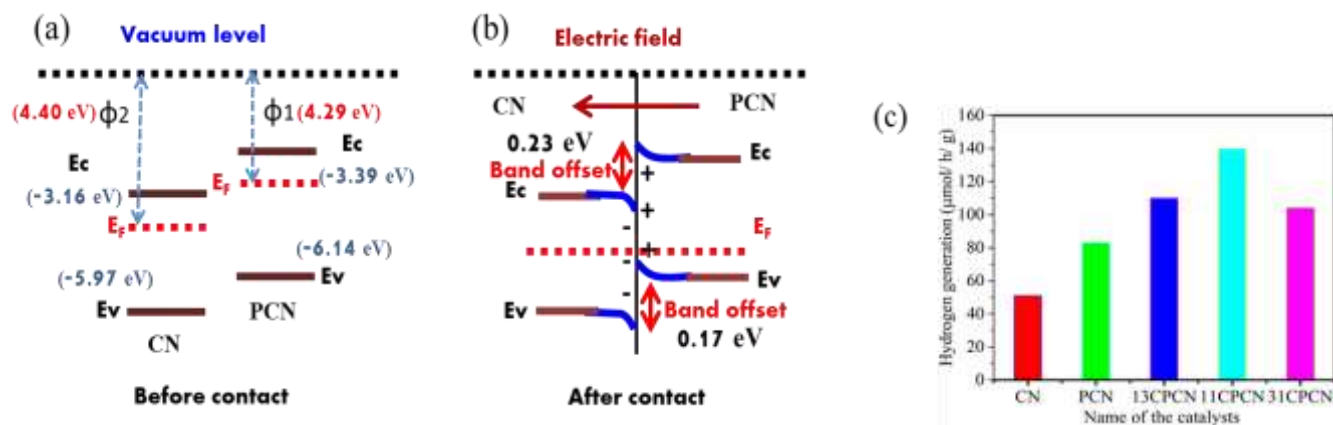 (a)
Vacuum level
(4.40 eV) ϕ2
ϕ1 (4.29 eV)
Ec
Ec
(-3.16 eV)
E_F
(-3.39 eV)
E_F
(-5.97 eV)
(-6.14 eV)
Ev
Ev
PCN
CN
Before contact
(b)
Electric field
CN
PCN
0.23 eV
Band offset
Ec
Ec
+
+
-
+
E_F
-
Ev
-
Ev
Band offset
0.17 eV
After contact
(c)
Hydrogen generation (μmol/ h/ g)
160
140
120
100
80
60
40
20
0
CN PCN 13CPCN 11CPCN 31CPCN
Name of the catalysts